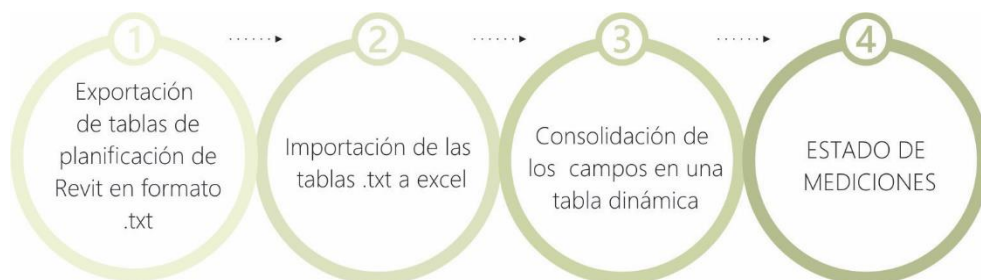 1
Exportación
de tablas de
planificación de
Revit en formato
.txt
2
Importación de las
tablas .txt a excel
3
Consolidación de
los campos en una
tabla dinámica
4
ESTADO DE
MEDICIONES